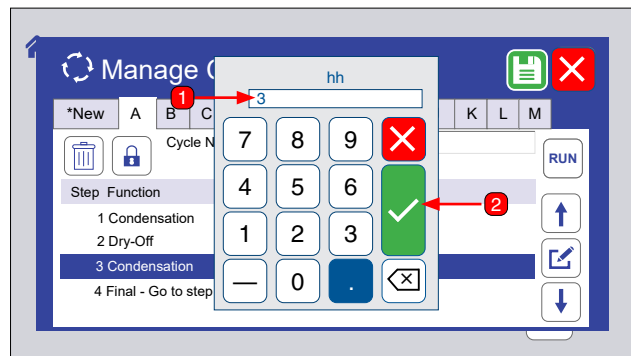 Manage C
hh
1
3
*New A B C K L M
Cycle N
RUN
7 8 9
4 5 6
1 2 3
— 0 .
2
Step Function
1 Condensation
2 Dry-Off
3 Condensation
4 Final - Go to step